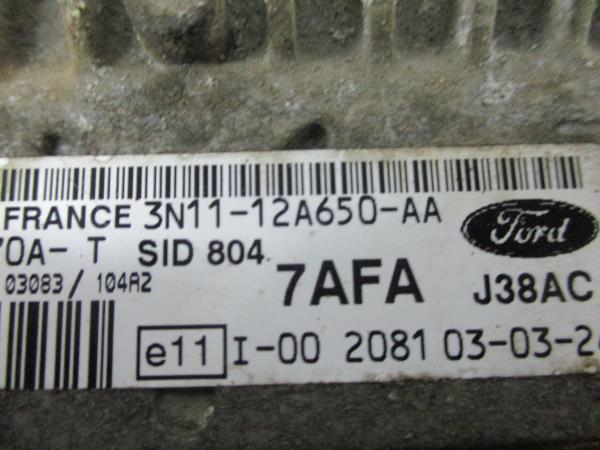 FRANCE 3N11-12A650-AA
Ford
70A- T SID 804
03083 / 104A2
7AFA J38AC
e11 I-00 2081 03-03-2